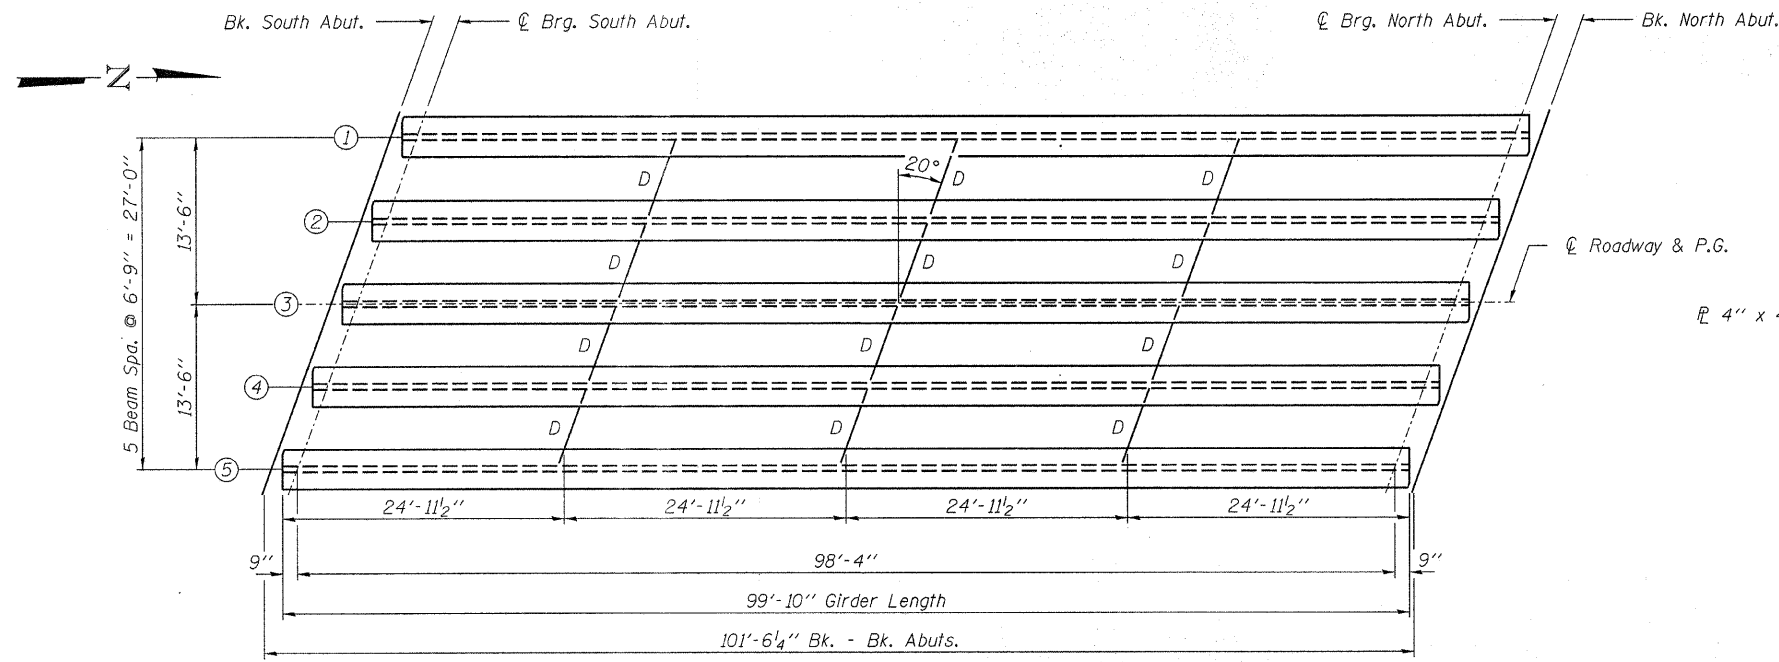 Bk. South Abut.
℄ Brg. South Abut.
℄ Brg. North Abut.
Bk. North Abut.
N
1
20°
D D D
2
5 Beam Spa. @ 6'-9" = 27'-0"
13'-6"
D D D
℄ Roadway & P.G.
3
℄ 4" x 4
D D D
13'-6"
4
D D D
5
24'-11½" 24'-11½" 24'-11½" 24'-11½"
9" 98'-4" 9"
99'-10" Girder Length
101'-6¼" Bk. - Bk. Abuts.